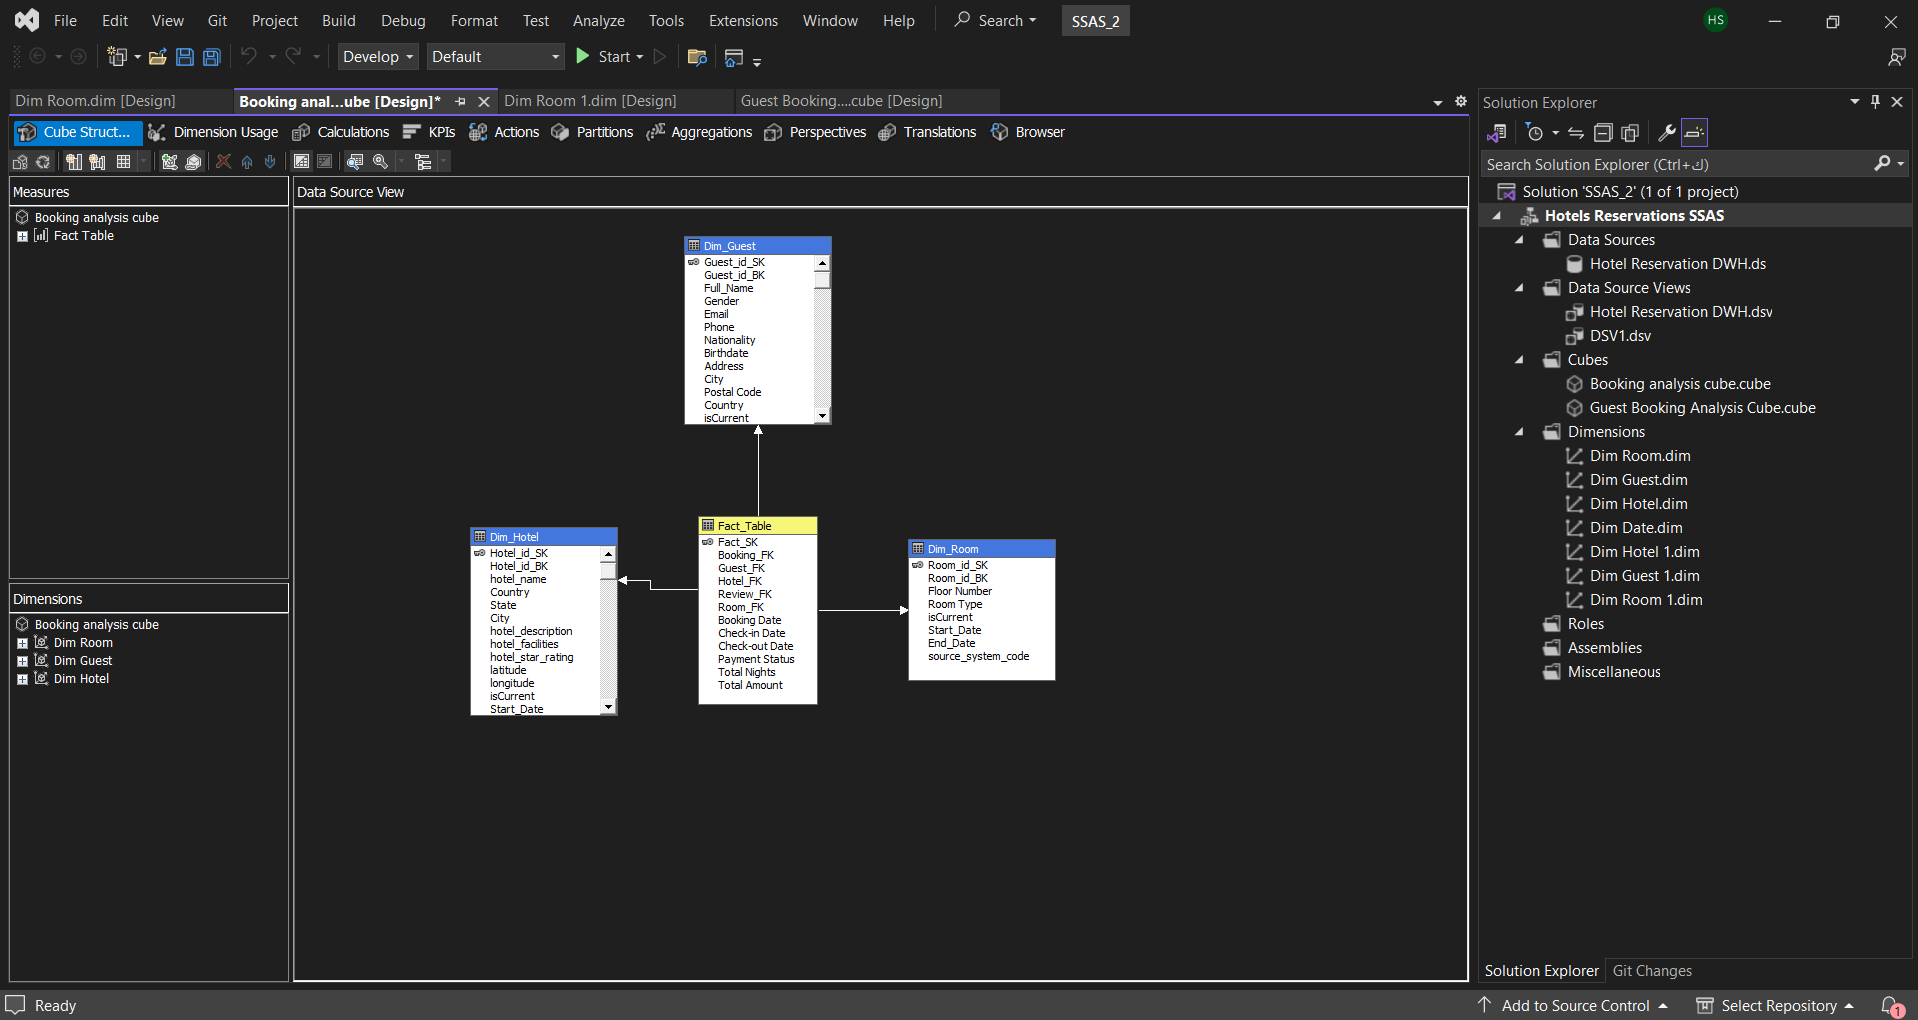 File Edit View Git Project Build Debug Format Test Analyze Tools Extensions Window Help Search SSAS_2 HS
Develop Default Start
Dim Room.dim [Design] Booking anal...ube [Design]* Dim Room 1.dim [Design] Guest Booking....cube [Design]
Cube Struct... Dimension Usage Calculations KPIs Actions Partitions Aggregations Perspectives Translations Browser
Measures
Booking analysis cube
Fact Table
Dimensions
Booking analysis cube
Dim Room
Dim Guest
Dim Hotel
Data Source View
Dim_Guest
Guest_id_SK
Guest_id_BK
Full_Name
Gender
Email
Phone
Nationality
Birthdate
Address
City
Postal Code
Country
isCurrent
Dim_Hotel
Hotel_id_SK
Hotel_id_BK
hotel_name
Country
State
City
hotel_description
hotel_facilities
hotel_star_rating
latitude
longitude
isCurrent
Start_Date
Fact_Table
Fact_SK
Booking_FK
Guest_FK
Hotel_FK
Review_FK
Room_FK
Booking Date
Check-in Date
Check-out Date
Payment Status
Total Nights
Total Amount
Dim_Room
Room_id_SK
Room_id_BK
Floor Number
Room Type
isCurrent
Start_Date
End_Date
source_system_code
Solution Explorer
Search Solution Explorer (Ctrl+ك)
Solution 'SSAS_2' (1 of 1 project)
Hotels Reservations SSAS
Data Sources
Hotel Reservation DWH.ds
Data Source Views
Hotel Reservation DWH.dsv
DSV1.dsv
Cubes
Booking analysis cube.cube
Guest Booking Analysis Cube.cube
Dimensions
Dim Room.dim
Dim Guest.dim
Dim Hotel.dim
Dim Date.dim
Dim Hotel 1.dim
Dim Guest 1.dim
Dim Room 1.dim
Roles
Assemblies
Miscellaneous
Solution Explorer Git Changes
Ready Add to Source Control Select Repository 1